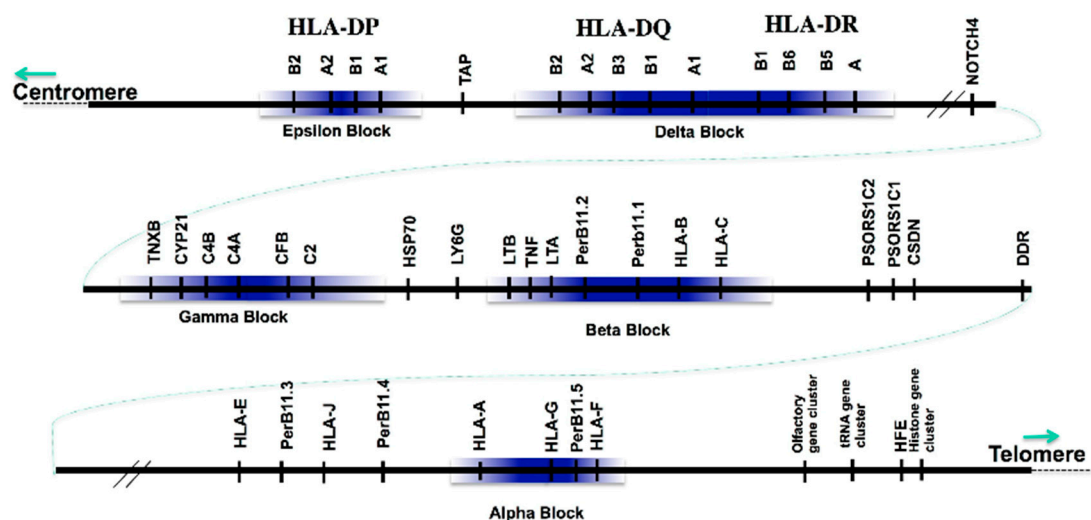 HLA-DP HLA-DQ HLA-DR
B2 A2 B1 A1 TAP B2 A2 B3 B1 A1 B1 B6 B5 A NOTCH4
Centromere
Epsilon Block Delta Block
TNXB CYP21 C4B C4A CFB C2 HSP70 LY6G LTB TNF LTA PerB11.2 Perb11.1 HLA-B HLA-C PSORS1C2 PSORS1C1 CSDN DDR
Gamma Block Beta Block
HLA-E PerB11.3 HLA-J PerB11.4 HLA-A HLA-G PerB11.5 HLA-F Olfactory gene cluster tRNA gene cluster HFE Histone gene cluster
Telomere
Alpha Block